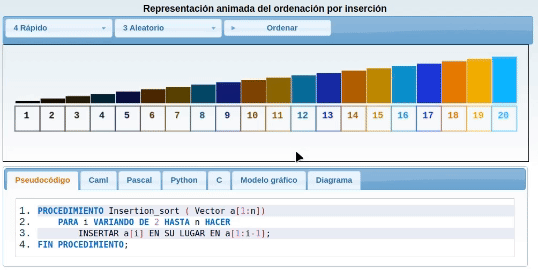 Representación animada del ordenación por inserción
4 Rápido 3 Aleatorio Ordenar
1 2 3 4 5 6 7 8 9 10 11 12 13 14 15 16 17 18 19 20
Pseudocódigo Caml Pascal Python C Modelo gráfico Diagrama
1. PROCEDIMIENTO Insertion_sort ( Vector a[1:n])
2. PARA i VARIANDO DE 2 HASTA n HACER
3. INSERTAR a[i] EN SU LUGAR EN a[1:i-1];
4. FIN PROCEDIMIENTO;